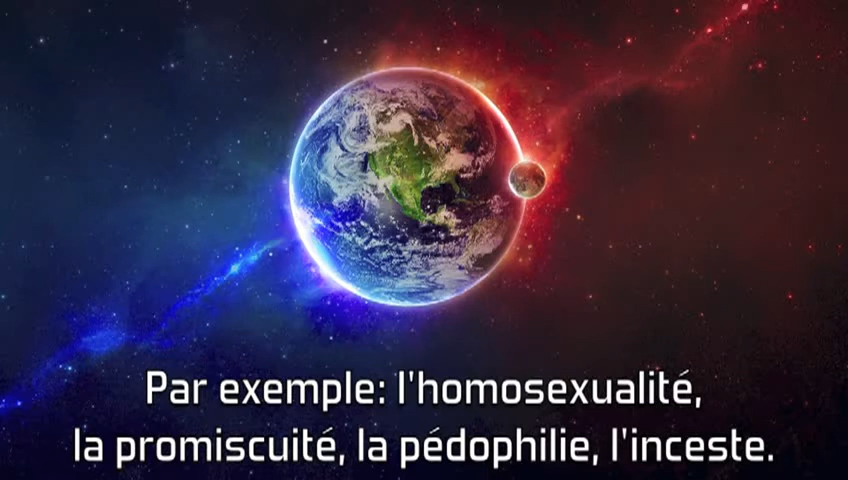 Par exemple: l'homosexualité,
la promiscuité, la pédophilie, l'inceste.